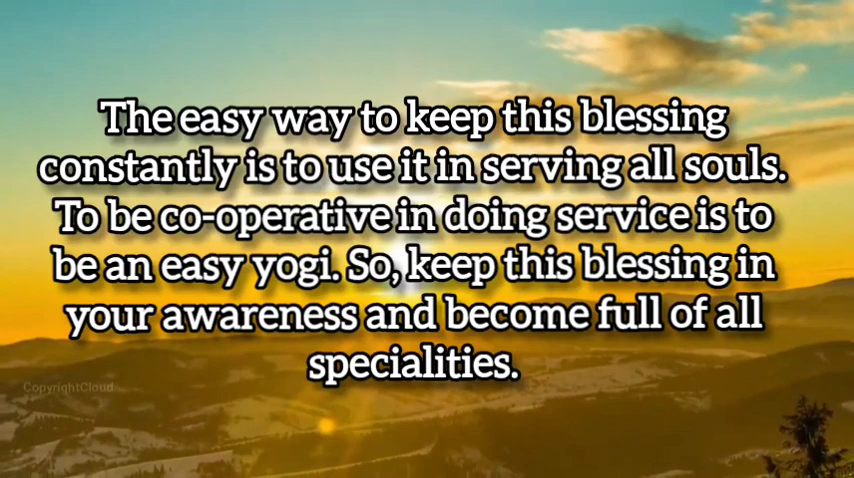 The easy way to keep this blessing
constantly is to use it in serving all souls.
To be co-operative in doing service is to
be an easy yogi. So, keep this blessing in
your awareness and become full of all
specialities.
CopyrightCloud